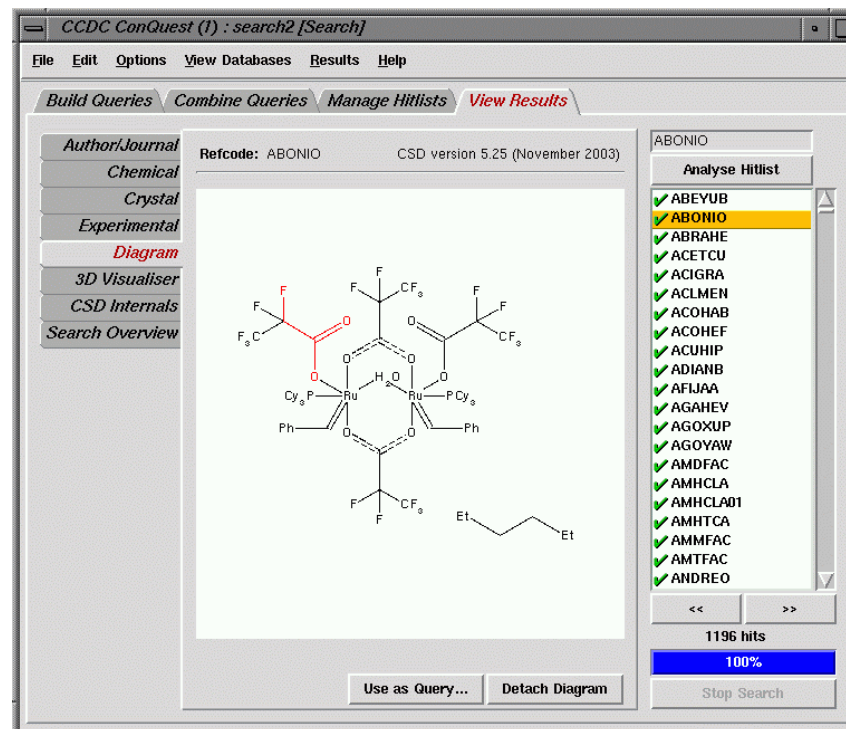 CCDC ConQuest (1) : search2 [Search]
File Edit Options View Databases Results Help
Build Queries Combine Queries Manage Hitlists View Results
Author/Journal
Chemical
Crystal
Experimental
Diagram
3D Visualiser
CSD Internals
Search Overview
Refcode: ABONIO CSD version 5.25 (November 2003)
F
F CF3
F
F
F3C
O
F
F
CF3
O
O O
O H2O O
Cy3P Ru Ru PCy3
Ph O O Ph
F CF3
F
Et
Et
Use as Query... Detach Diagram
ABONIO
Analyse Hitlist
ABEYUB
ABONIO
ABRAHE
ACETCU
ACIGRA
ACLMEN
ACOHAB
ACOHEF
ACUHIP
ADIANB
AFIJAA
AGAHEV
AGOXUP
AGOYAW
AMDFAC
AMHCLA
AMHCLA01
AMHTCA
AMMFAC
AMTFAC
ANDREO
<< >>
1196 hits
100%
Stop Search